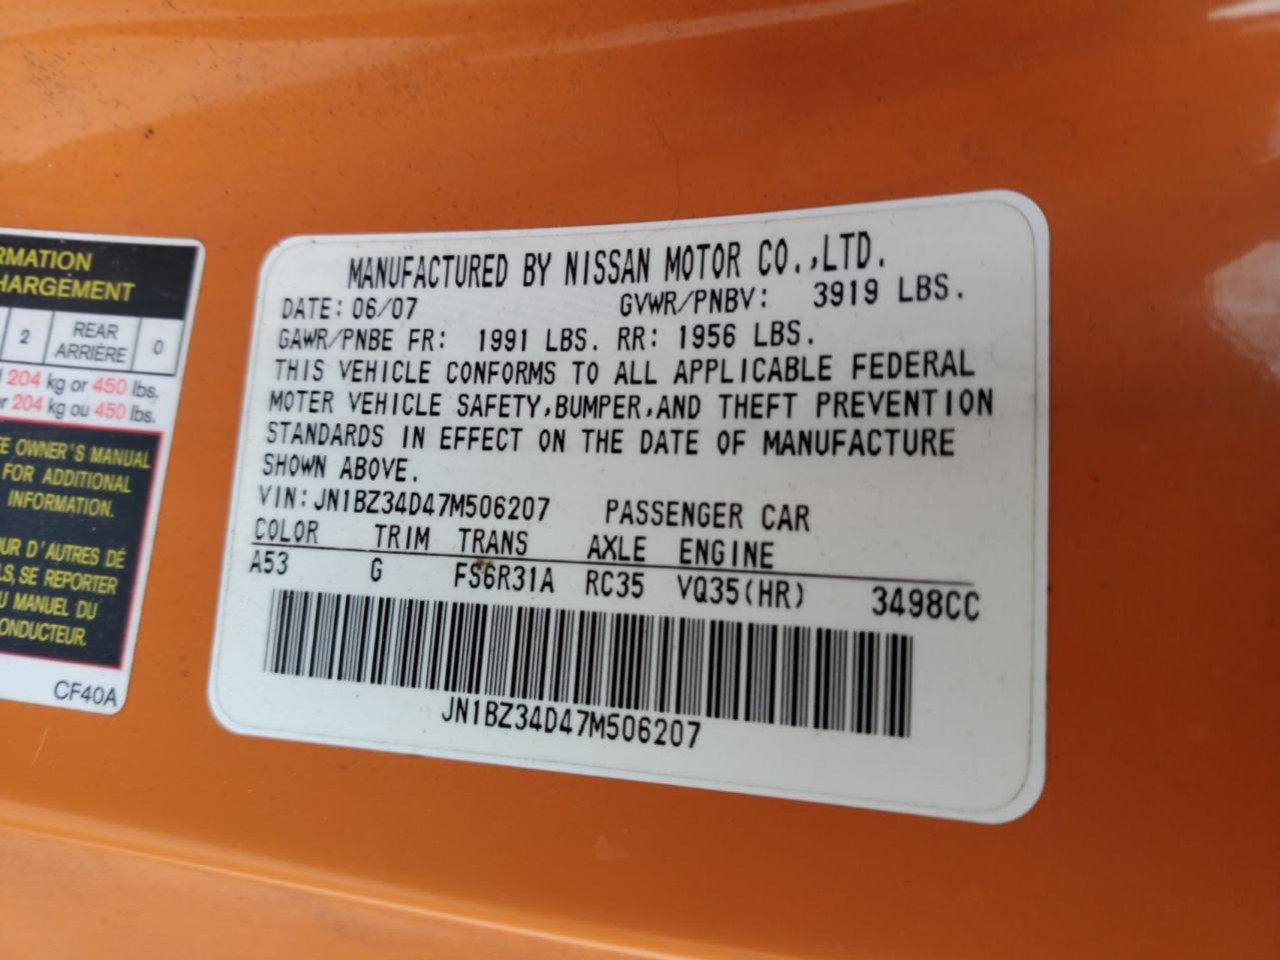 RMATION
HARGEMENT
2 REAR ARRIÈRE 0
204 kg or 450 lbs.
r 204 kg ou 450 lbs.
EE OWNER'S MANUAL
FOR ADDITIONAL
INFORMATION.
UR D'AUTRES DÉ
LS, SE REPORTER
U MANUEL DU
ONDUCTEUR.
CF40A
MANUFACTURED BY NISSAN MOTOR CO.,LTD.
DATE: 06/07 GVWR/PNBV: 3919 LBS.
GAWR/PNBE FR: 1991 LBS. RR: 1956 LBS.
THIS VEHICLE CONFORMS TO ALL APPLICABLE FEDERAL
MOTER VEHICLE SAFETY,BUMPER,AND THEFT PREVENTION
STANDARDS IN EFFECT ON THE DATE OF MANUFACTURE
SHOWN ABOVE.
VIN:JN1BZ34D47M506207 PASSENGER CAR
COLOR TRIM TRANS AXLE ENGINE
A53 G FS6R31A RC35 VQ35(HR) 3498CC
JN1BZ34D47M506207